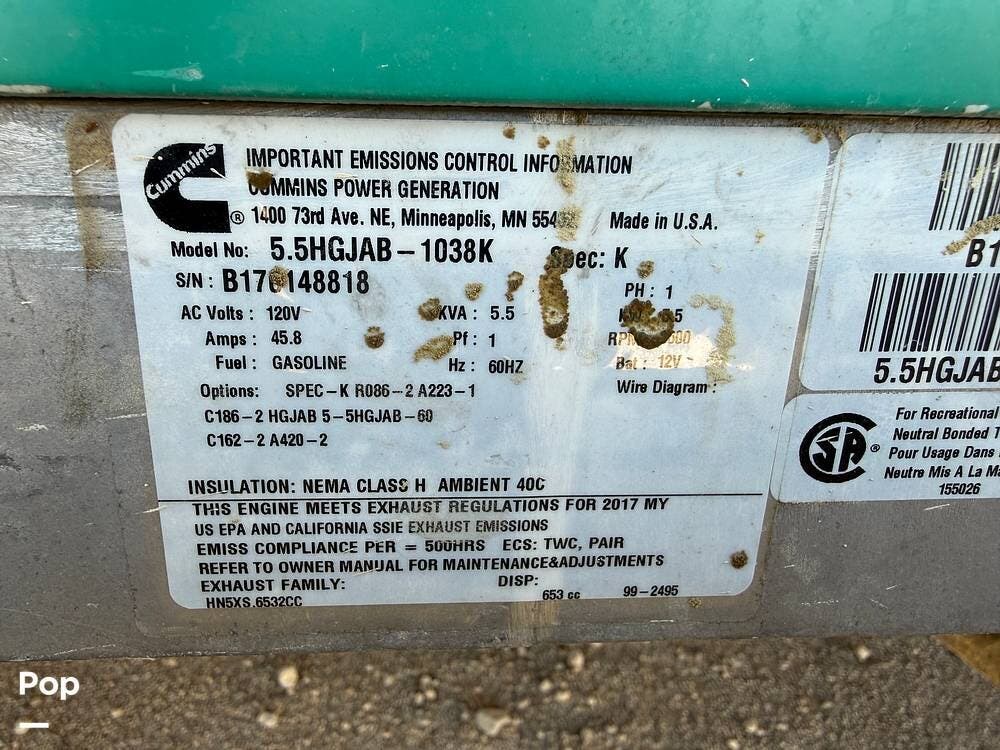 Cummins
IMPORTANT EMISSIONS CONTROL INFORMATION
CUMMINS POWER GENERATION
® 1400 73rd Ave. NE, Minneapolis, MN Made in U.S.A.
Model No: 5.5HGJAB-1038K Spec: K
S/N:
AC Volts: 120V KVA: 5.5 PH: 1
Amps: 45.8 Pf: 1
Fuel: GASOLINE Hz: 60HZ Bat: 12V
Options: SPEC-K R086-2 A223-1 Wire Diagram:
C186-2 HGJAB 5-5HGJAB-60
C162-2 A420-2
INSULATION: NEMA CLASS H AMBIENT 40C
THIS ENGINE MEETS EXHAUST REGULATIONS FOR 2017 MY
US EPA AND CALIFORNIA SSIE EXHAUST EMISSIONS
EMISS COMPLIANCE PER = 500HRS ECS: TWC, PAIR
REFER TO OWNER MANUAL FOR MAINTENANCE&ADJUSTMENTS
EXHAUST FAMILY: DISP:
HN5XS.6532CC 653 cc 99-2495
B1
5.5HGJAB
SA ®
For Recreational
Neutral Bonded T
Pour Usage Dans
Neutre Mis A La Ma
155026
Pop